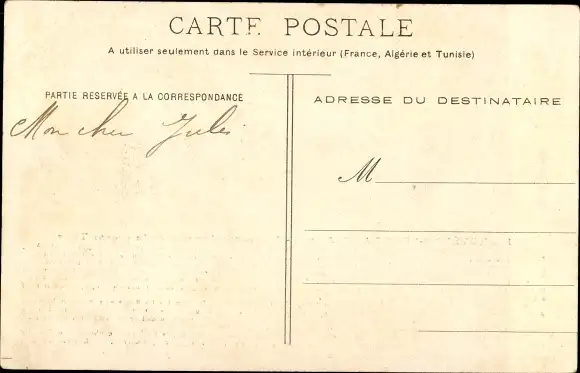 CARTE POSTALE
A utiliser seulement dans le Service intérieur (France, Algérie et Tunisie)
PARTIE RESERVÉE A LA CORRESPONDANCE
Mon cher Jules
ADRESSE DU DESTINATAIRE
M